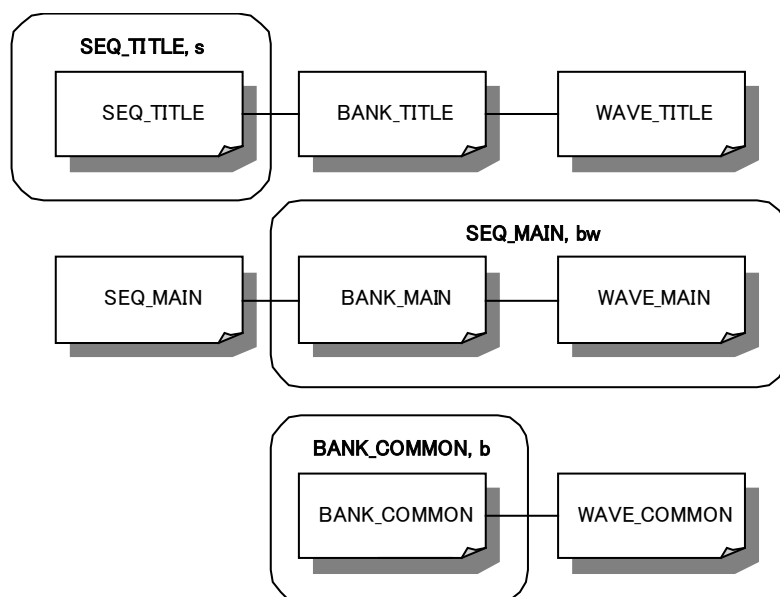 SEQ_TITLE, s
SEQ_TITLE
BANK_TITLE
WAVE_TITLE
SEQ_MAIN, bw
SEQ_MAIN
BANK_MAIN
WAVE_MAIN
BANK_COMMON, b
BANK_COMMON
WAVE_COMMON